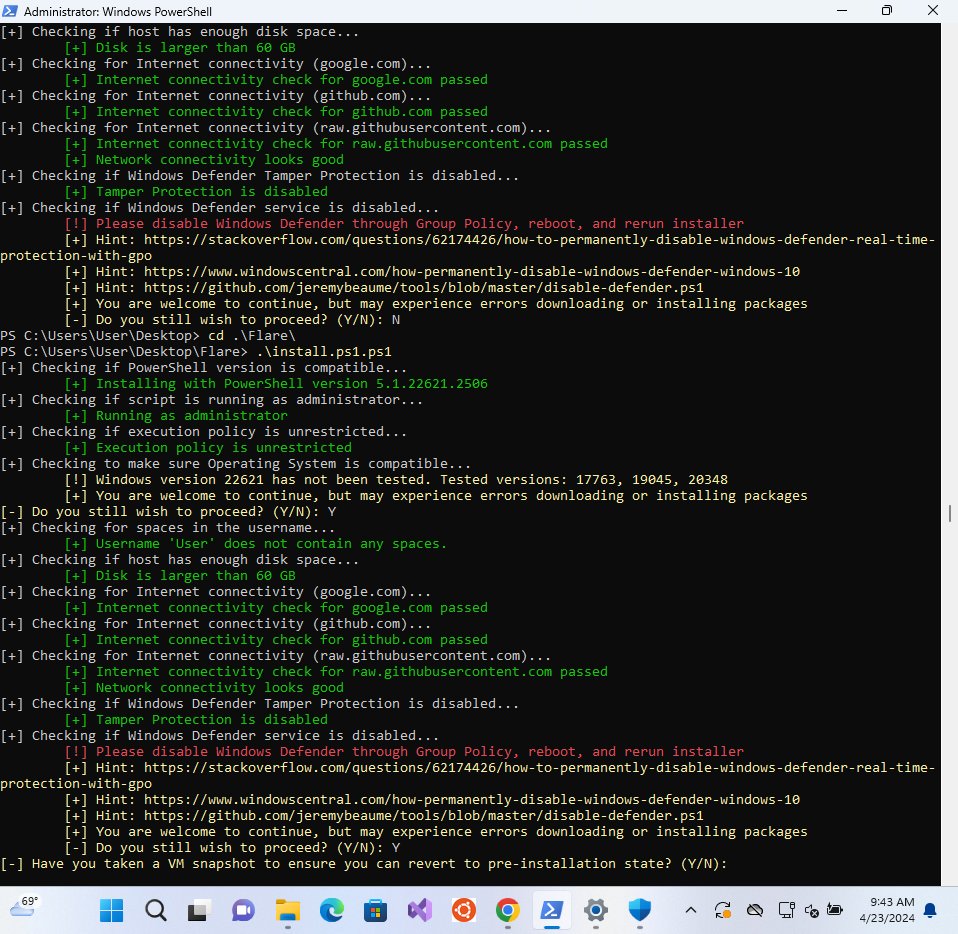 Administrator: Windows PowerShell
[+] Checking if host has enough disk space...
[+] Disk is larger than 60 GB
[+] Checking for Internet connectivity (google.com)...
[+] Internet connectivity check for google.com passed
[+] Checking for Internet connectivity (github.com)...
[+] Internet connectivity check for github.com passed
[+] Checking for Internet connectivity (raw.githubusercontent.com)...
[+] Internet connectivity check for raw.githubusercontent.com passed
[+] Network connectivity looks good
[+] Checking if Windows Defender Tamper Protection is disabled...
[+] Tamper Protection is disabled
[+] Checking if Windows Defender service is disabled...
[!] Please disable Windows Defender through Group Policy, reboot, and rerun installer
[+] Hint: https://stackoverflow.com/questions/62174426/how-to-permanently-disable-windows-defender-real-time-
protection-with-gpo
[+] Hint: https://www.windowscentral.com/how-permanently-disable-windows-defender-windows-10
[+] Hint: https://github.com/jeremybeaume/tools/blob/master/disable-defender.ps1
[+] You are welcome to continue, but may experience errors downloading or installing packages
[-] Do you still wish to proceed? (Y/N): N
PS C:\Users\User\Desktop> cd .\Flare\
PS C:\Users\User\Desktop\Flare> .\install.ps1.ps1
[+] Checking if PowerShell version is compatible...
[+] Installing with PowerShell version 5.1.22621.2506
[+] Checking if script is running as administrator...
[+] Running as administrator
[+] Checking if execution policy is unrestricted...
[+] Execution policy is unrestricted
[+] Checking to make sure Operating System is compatible...
[!] Windows version 22621 has not been tested. Tested versions: 17763, 19045, 20348
[+] You are welcome to continue, but may experience errors downloading or installing packages
[-] Do you still wish to proceed? (Y/N): Y
[+] Checking for spaces in the username...
[+] Username 'User' does not contain any spaces.
[+] Checking if host has enough disk space...
[+] Disk is larger than 60 GB
[+] Checking for Internet connectivity (google.com)...
[+] Internet connectivity check for google.com passed
[+] Checking for Internet connectivity (github.com)...
[+] Internet connectivity check for github.com passed
[+] Checking for Internet connectivity (raw.githubusercontent.com)...
[+] Internet connectivity check for raw.githubusercontent.com passed
[+] Network connectivity looks good
[+] Checking if Windows Defender Tamper Protection is disabled...
[+] Tamper Protection is disabled
[+] Checking if Windows Defender service is disabled...
[!] Please disable Windows Defender through Group Policy, reboot, and rerun installer
[+] Hint: https://stackoverflow.com/questions/62174426/how-to-permanently-disable-windows-defender-real-time-
protection-with-gpo
[+] Hint: https://www.windowscentral.com/how-permanently-disable-windows-defender-windows-10
[+] Hint: https://github.com/jeremybeaume/tools/blob/master/disable-defender.ps1
[+] You are welcome to continue, but may experience errors downloading or installing packages
[-] Do you still wish to proceed? (Y/N): Y
[-] Have you taken a VM snapshot to ensure you can revert to pre-installation state? (Y/N):
69°
9:43 AM
4/23/2024